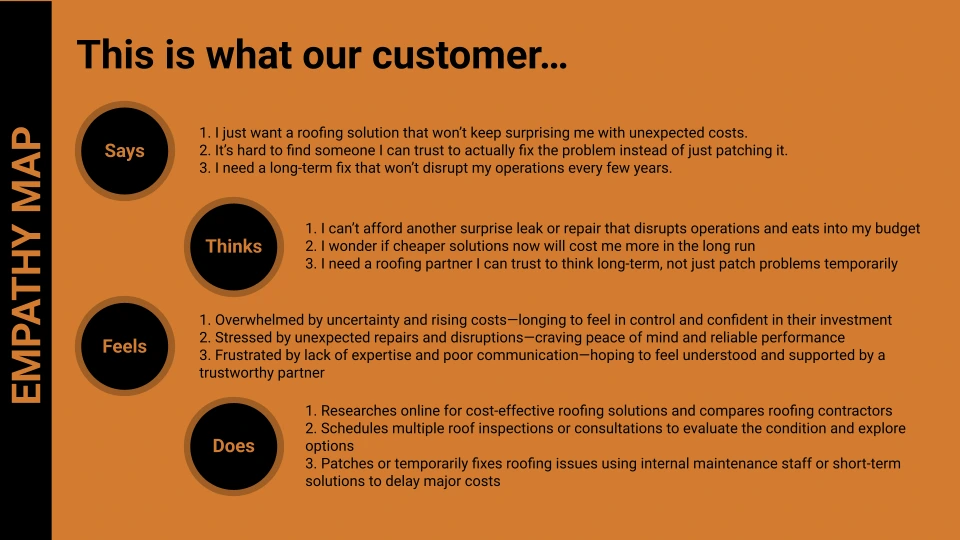 This is what our customer...
EMPATHY MAP
Says
1. I just want a roofing solution that won’t keep surprising me with unexpected costs.
2. It’s hard to find someone I can trust to actually fix the problem instead of just patching it.
3. I need a long-term fix that won’t disrupt my operations every few years.
Thinks
1. I can’t afford another surprise leak or repair that disrupts operations and eats into my budget
2. I wonder if cheaper solutions now will cost me more in the long run
3. I need a roofing partner I can trust to think long-term, not just patch problems temporarily
Feels
1. Overwhelmed by uncertainty and rising costs—longing to feel in control and confident in their investment
2. Stressed by unexpected repairs and disruptions—craving peace of mind and reliable performance
3. Frustrated by lack of expertise and poor communication—hoping to feel understood and supported by a
trustworthy partner
Does
1. Researches online for cost-effective roofing solutions and compares roofing contractors
2. Schedules multiple roof inspections or consultations to evaluate the condition and explore
options
3. Patches or temporarily fixes roofing issues using internal maintenance staff or short-term
solutions to delay major costs